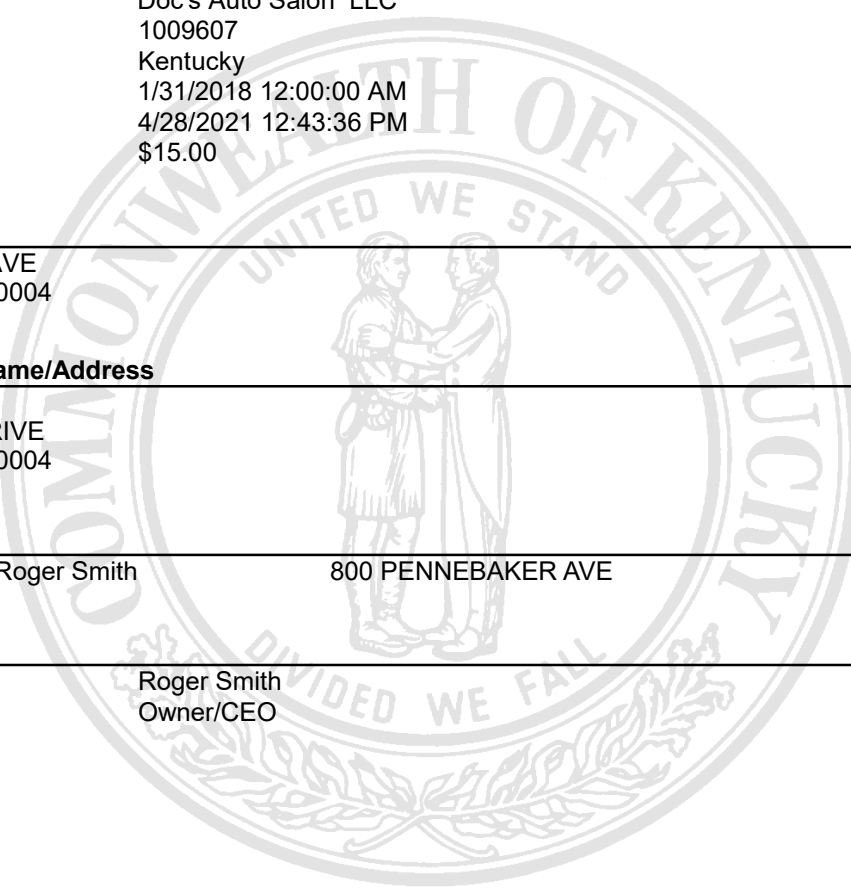 Doc's Auto Salon LLC
1009607
Kentucky
1/31/2018 12:00:00 AM
4/28/2021 12:43:36 PM
$15.00
AVE
0004
ame/Address
RIVE
0004
Roger Smith 800 PENNEBAKER AVE
Roger Smith
Owner/CEO
COMMONWEALTH OF KENTUCKY
UNITED WE STAND
DIVIDED WE FALL